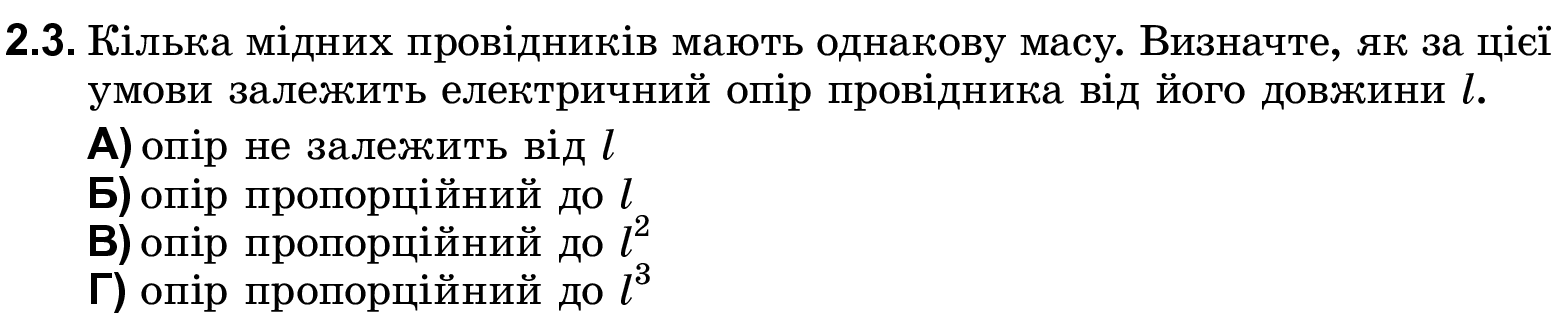 2.3. Кілька мідних провідників мають однакову масу. Визначте, як за цієї
умови залежить електричний опір провідника від його довжини l.
А) опір не залежить від l
Б) опір пропорційний до l
В) опір пропорційний до l²
Г) опір пропорційний до l³